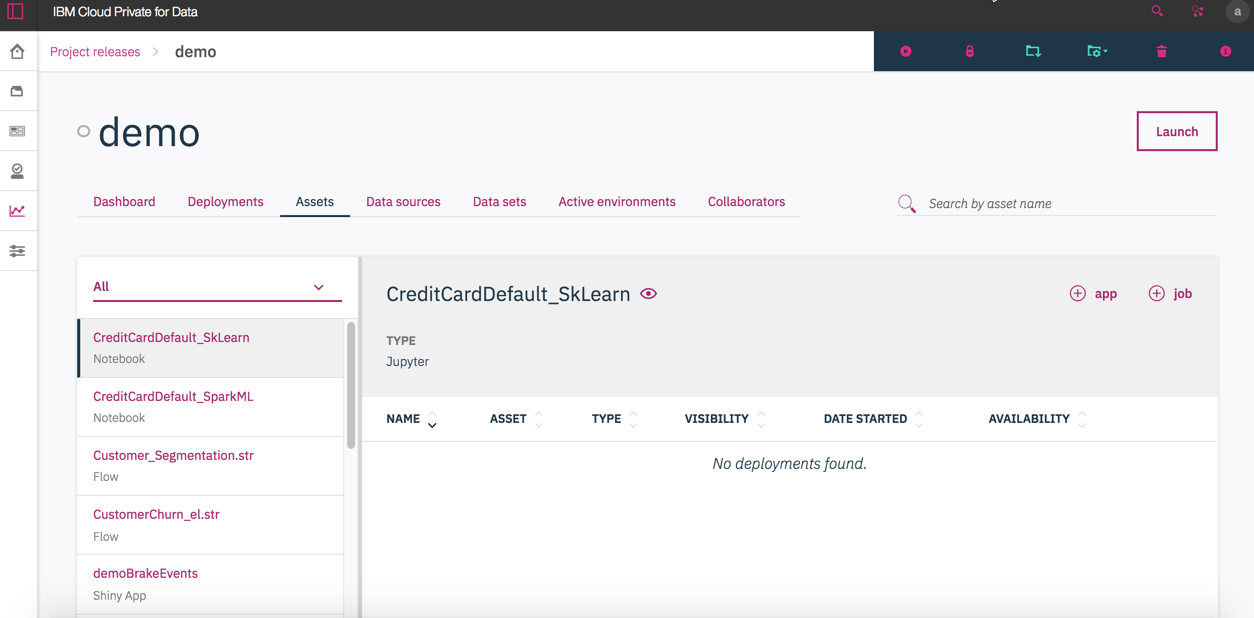 IBM Cloud Private for Data
a
Project releases > demo
demo
Launch
Dashboard Deployments Assets Data sources Data sets Active environments Collaborators
Search by asset name
All
CreditCardDefault_SkLearn
Notebook
CreditCardDefault_SparkML
Notebook
Customer_Segmentation.str
Flow
CustomerChurn_el.str
Flow
demoBrakeEvents
Shiny App
CreditCardDefault_SkLearn
app job
TYPE
Jupyter
NAME ASSET TYPE VISIBILITY DATE STARTED AVAILABILITY
No deployments found.